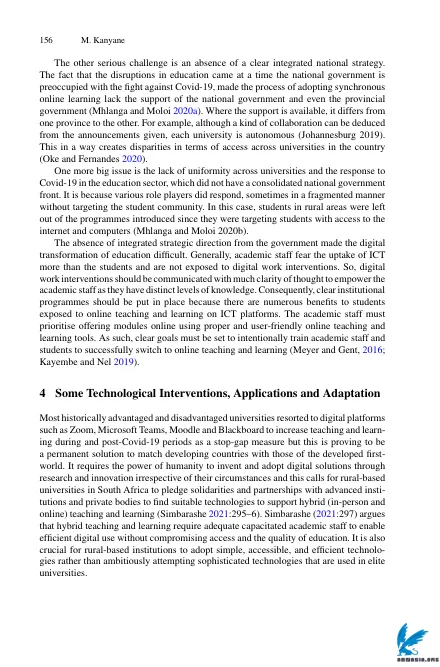 156 M. Kanyane
The other serious challenge is an absence of a clear integrated national strategy.
The fact that the disruptions in education came at a time the national government is
preoccupied with the fight against Covid-19, made the process of adopting synchronous
online learning lack the support of the national government and even the provincial
government (Mhlanga and Moloi 2020a). Where the support is available, it differs from
one province to the other. For example, although a kind of collaboration can be deduced
from the announcements given, each university is autonomous (Johannesburg 2019).
This in a way creates disparities in terms of access across universities in the country
(Oke and Fernandes 2020).
One more big issue is the lack of uniformity across universities and the response to
Covid-19 in the education sector, which did not have a consolidated national government
front. It is because various role players did respond, sometimes in a fragmented manner
without targeting the student community. In this case, students in rural areas were left
out of the programmes introduced since they were targeting students with access to the
internet and computers (Mhlanga and Moloi 2020b).
The absence of integrated strategic direction from the government made the digital
transformation of education difficult. Generally, academic staff fear the uptake of ICT
more than the students and are not exposed to digital work interventions. So, digital
work interventions should be communicated with much clarity of thought to empower the
academic staff as they have distinct levels of knowledge. Consequently, clear institutional
programmes should be put in place because there are numerous benefits to students
exposed to online teaching and learning on ICT platforms. The academic staff must
prioritise offering modules online using proper and user-friendly online teaching and
learning tools. As such, clear goals must be set to intentionally train academic staff and
students to successfully switch to online teaching and learning (Meyer and Gent, 2016;
Kayembe and Nel 2019).
4 Some Technological Interventions, Applications and Adaptation
Most historically advantaged and disadvantaged universities resorted to digital platforms
such as Zoom, Microsoft Teams, Moodle and Blackboard to increase teaching and learn-
ing during and post-Covid-19 periods as a stop-gap measure but this is proving to be
a permanent solution to match developing countries with those of the developed first-
world. It requires the power of humanity to invent and adopt digital solutions through
research and innovation irrespective of their circumstances and this calls for rural-based
universities in South Africa to pledge solidarities and partnerships with advanced insti-
tutions and private bodies to find suitable technologies to support hybrid (in-person and
online) teaching and learning (Simbarashe 2021:295–6). Simbarashe (2021:297) argues
that hybrid teaching and learning require adequate capacitated academic staff to enable
efficient digital use without compromising access and the quality of education. It is also
crucial for rural-based institutions to adopt simple, accessible, and efficient technolo-
gies rather than ambitiously attempting sophisticated technologies that are used in elite
universities.